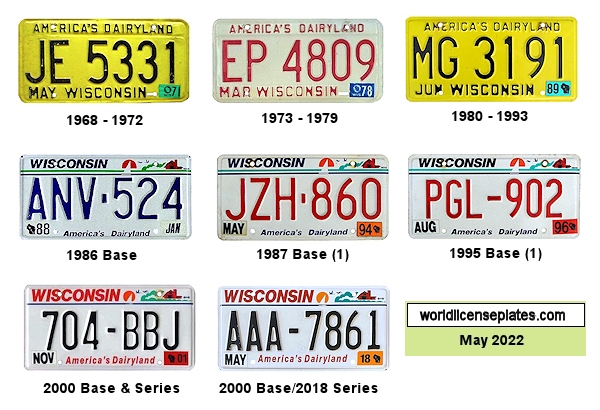 AMERICA'S DAIRYLAND
JE 5331
MAY WISCONSIN 71
1968 - 1972
AMERICA'S DAIRYLAND
EP 4809
MAR WISCONSIN 78
1973 - 1979
AMERICA'S DAIRYLAND
MG 3191
JUN WISCONSIN 89
1980 - 1993
WISCONSIN
ANV·524
88 America's Dairyland JAN
1986 Base
WISCONSIN
JZH·860
MAY America's Dairyland 94
1987 Base (1)
WISCONSIN
PGL-902
AUG America's Dairyland 96
1995 Base (1)
WISCONSIN
704-BBJ
NOV America's Dairyland 01
2000 Base & Series
WISCONSIN
AAA-7861
MAY America's Dairyland 18
2000 Base/2018 Series
worldlicenseplates.com
May 2022